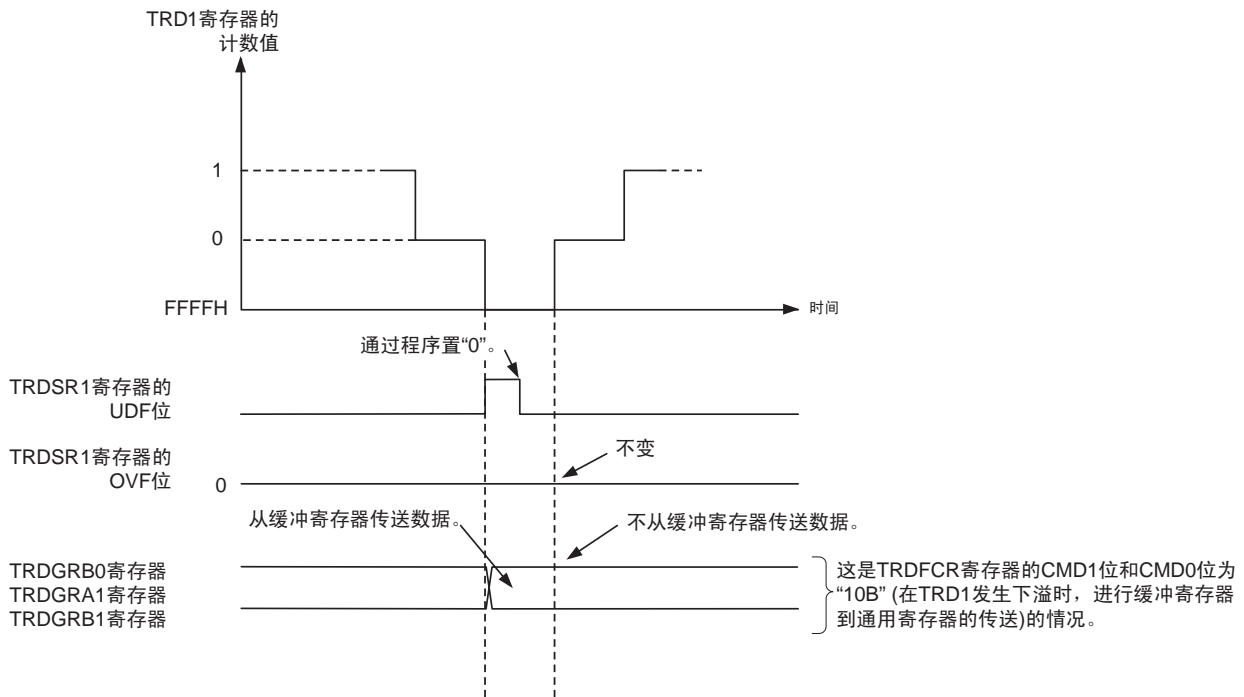 TRD1寄存器的
计数值
1
0
FFFFH
时间
通过程序置“0”。
TRDSR1寄存器的
UDF位
TRDSR1寄存器的
OVF位
0
不变
从缓冲寄存器传送数据。
不从缓冲寄存器传送数据。
TRDGRB0寄存器
TRDGRA1寄存器
TRDGRB1寄存器
这是TRDFCR寄存器的CMD1位和CMD0位为
“10B” (在TRD1发生下溢时，进行缓冲寄存器
到通用寄存器的传送)的情况。